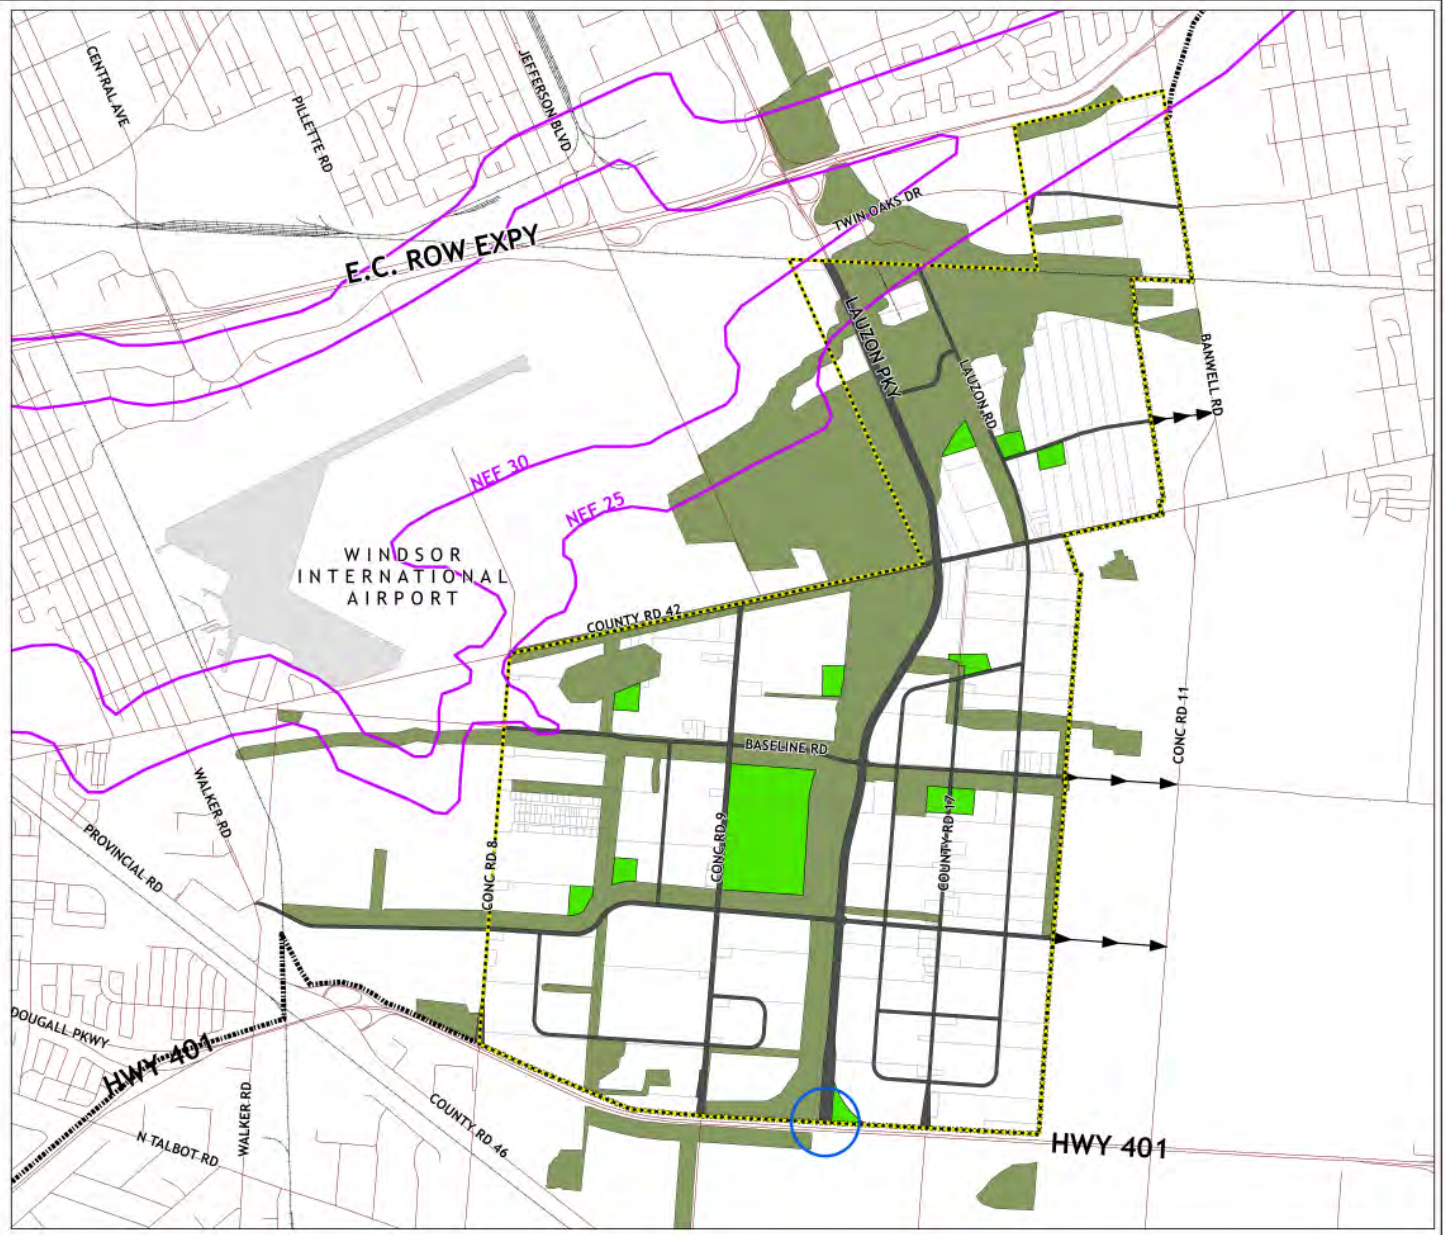 CENTRAL AVE
PILLETTE RD
JEFFERSON BLVD
E.C. ROW EXPY
TWIN OAKS DR
LAUZON PKY
LAUZON RD
BANWELL RD
NEF 30
NEF 25
WINDSOR
INTERNATIONAL
AIRPORT
COUNTY RD 42
CONC RD 11
BASELINE RD
WALKER RD
PROVINCIAL RD
CONC RD 8
CONC RD 9
COUNTY RD 17
DOUGALL PKWY
HWY 401
WALKER RD
COUNTY RD 46
N TALBOT RD
HWY 401